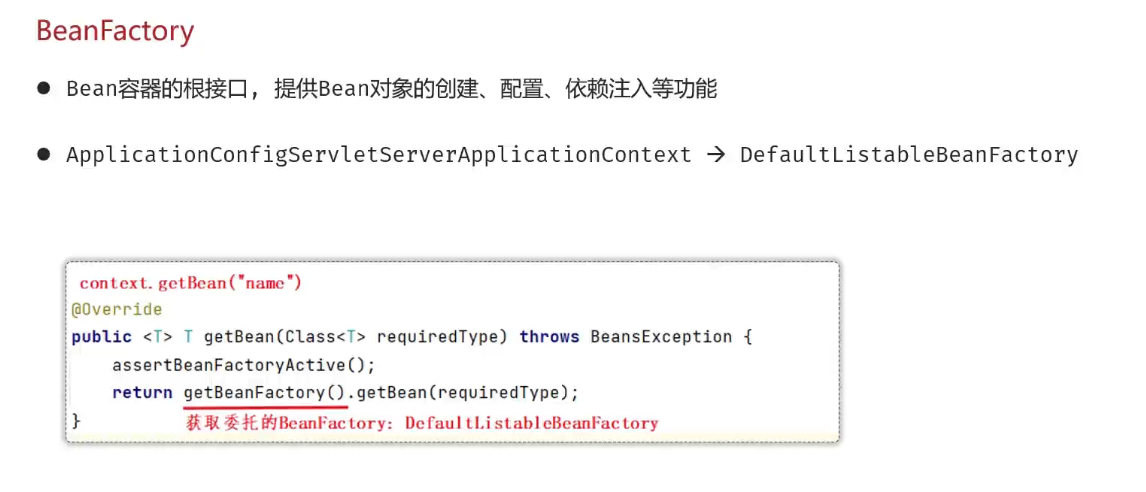 BeanFactory
● Bean容器的根接口，提供Bean对象的创建、配置、依赖注入等功能
● ApplicationConfigServletServerApplicationContext → DefaultListableBeanFactory
context.getBean("name")
@Override
public <T> T getBean(Class<T> requiredType) throws BeansException {
assertBeanFactoryActive();
return getBeanFactory().getBean(requiredType);
} 获取委托的BeanFactory: DefaultListableBeanFactory